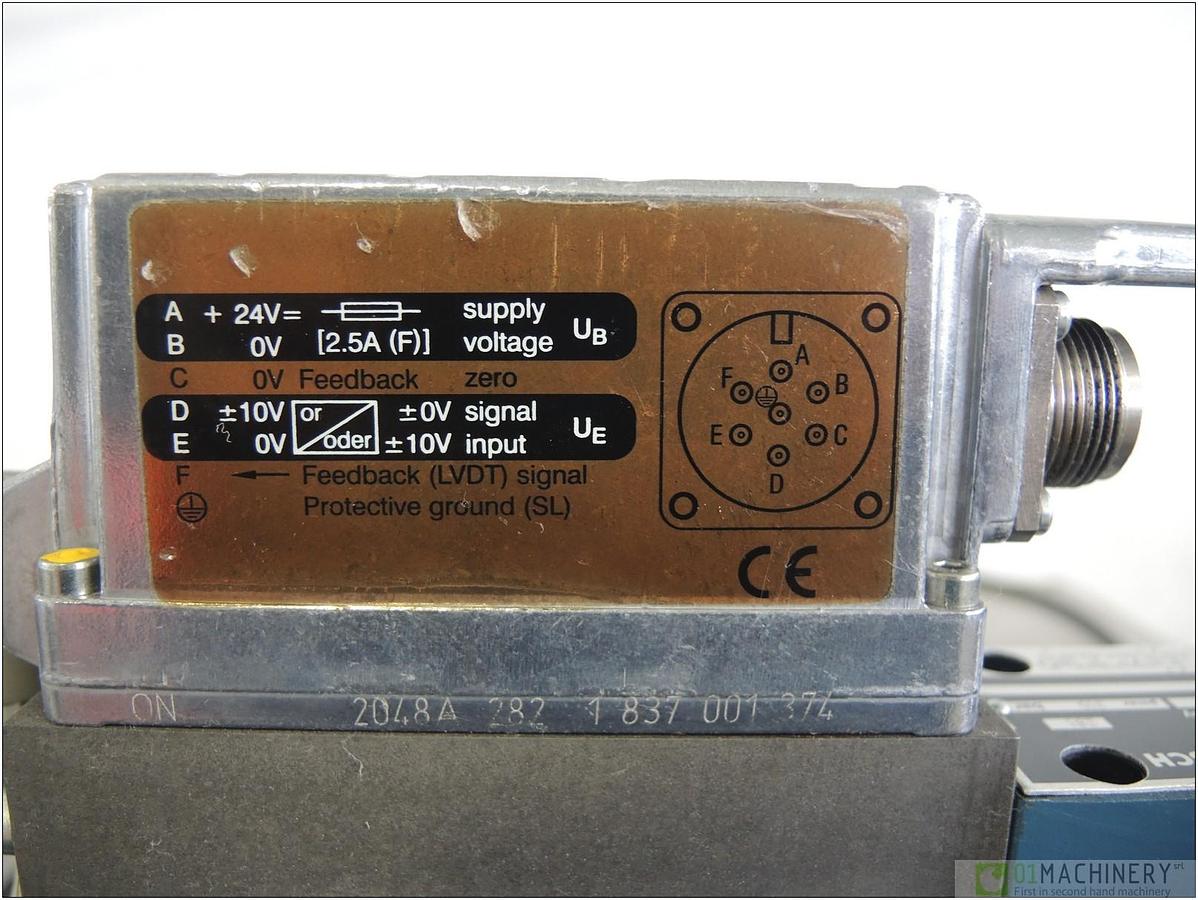 A + 24V= supply
B 0V [2.5A (F)] voltage UB
C 0V Feedback zero
D ±10V or ±0V signal
E 0V oder ±10V input UE
F Feedback (LVDT) signal
Protective ground (SL)
A
F B
E C
D
CE
ON 2048A 282 1 837 001 374
01MACHINERY srl
First in second hand machinery